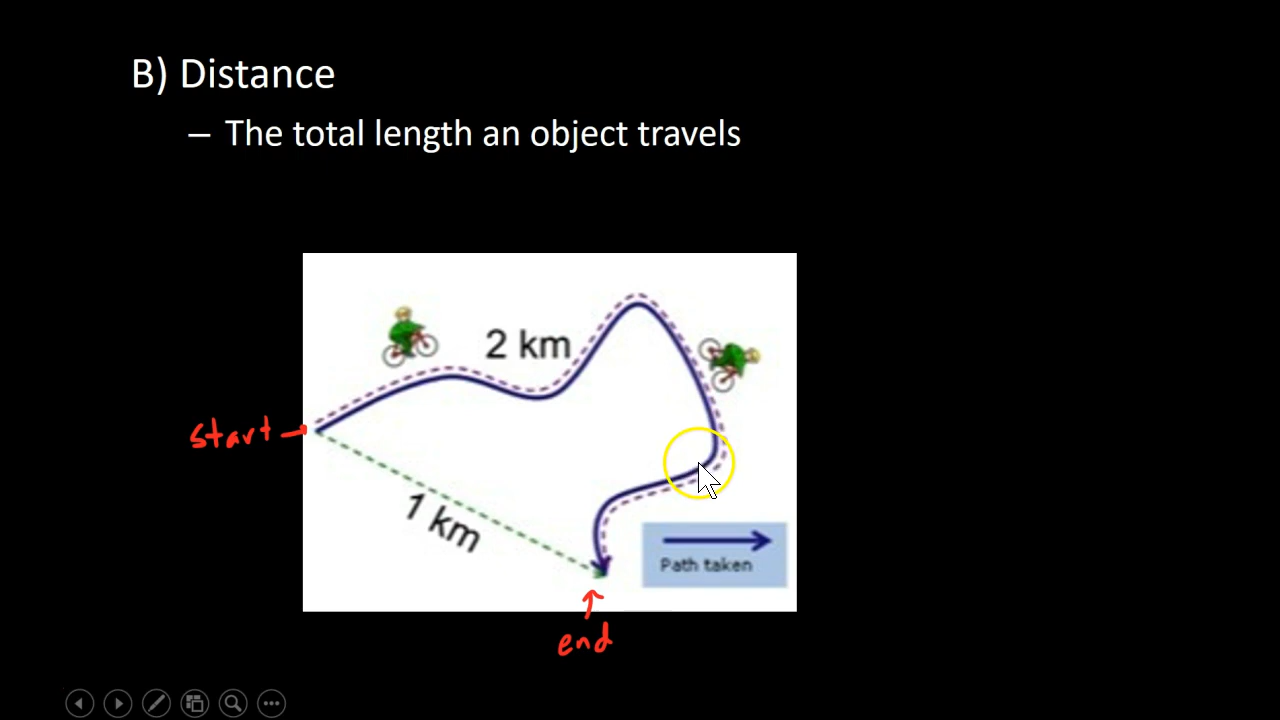 B) Distance
– The total length an object travels
2 km
start
1 km
Path taken
end